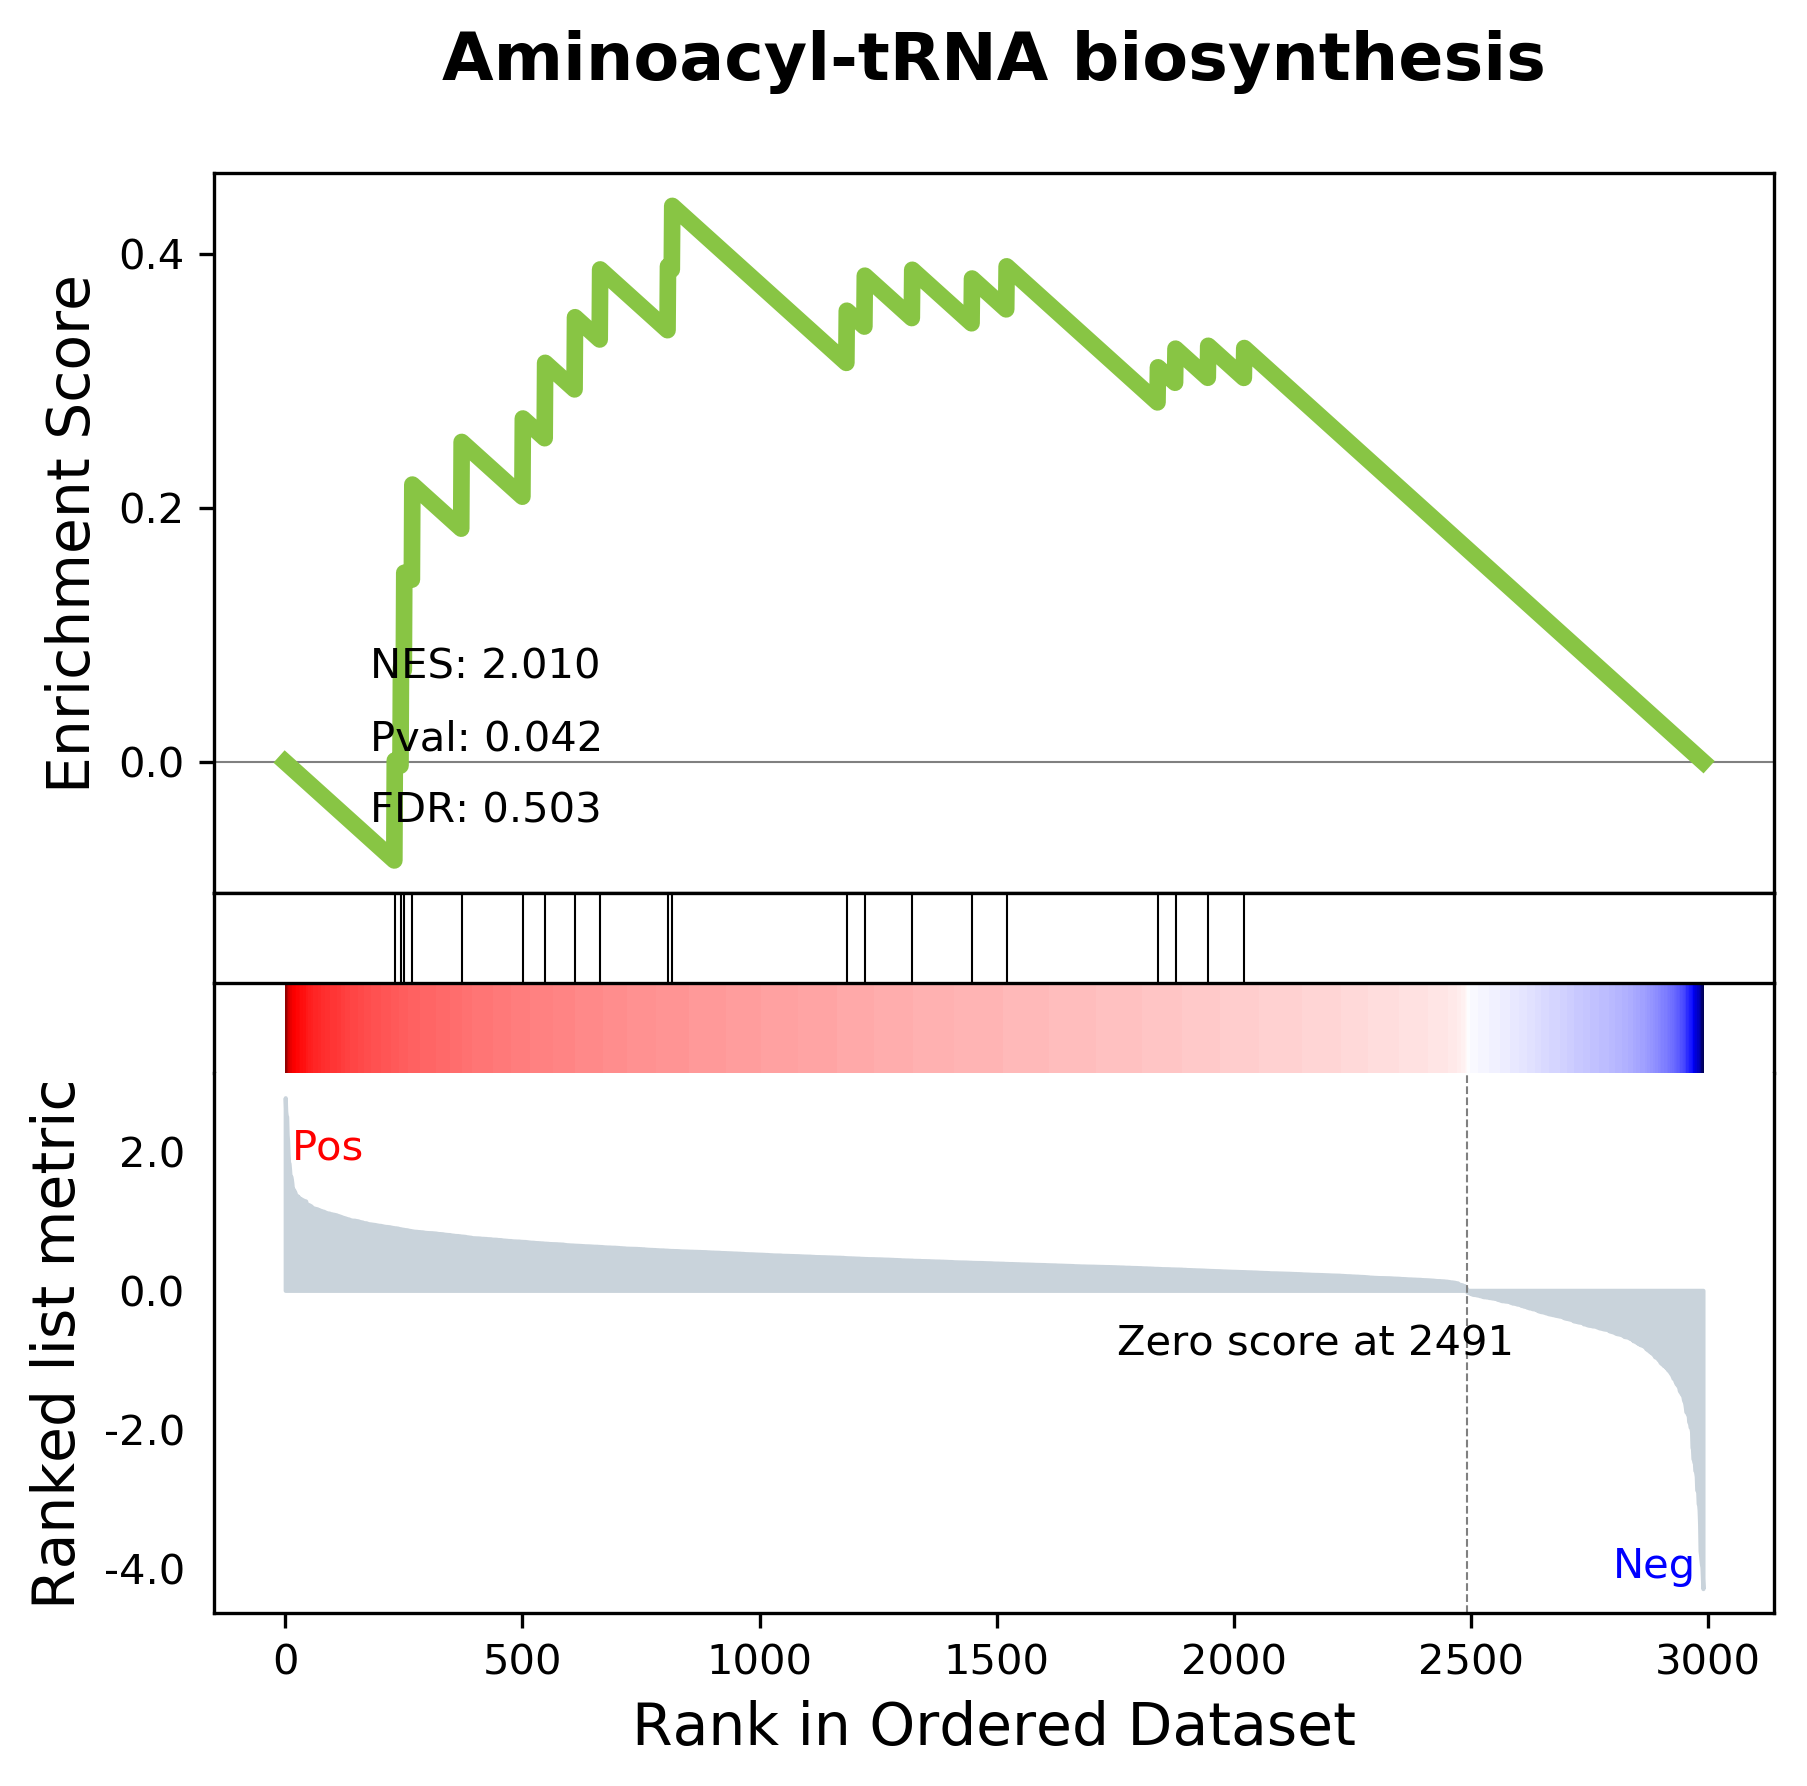 Aminoacyl-tRNA biosynthesis
Enrichment Score
0.4
0.2
0.0
NES: 2.010
Pval: 0.042
FDR: 0.503
Ranked list metric
2.0
0.0
-2.0
-4.0
Pos
Zero score at 2491
Neg
0 500 1000 1500 2000 2500 3000
Rank in Ordered Dataset